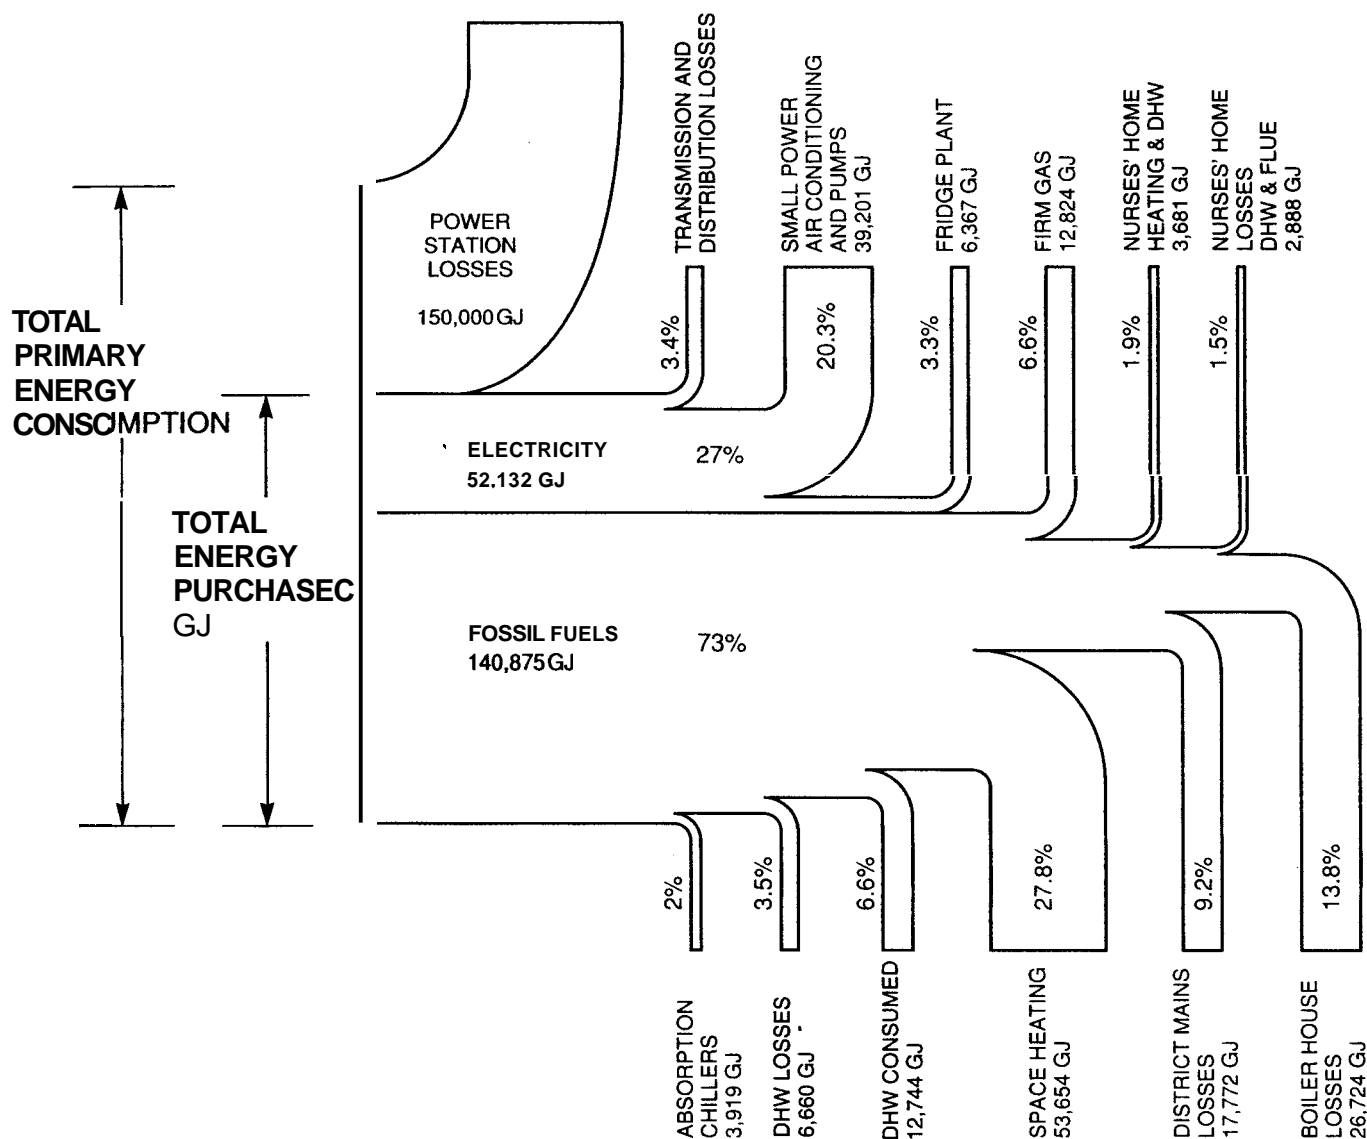 TOTAL
PRIMARY
ENERGY
CONSCIMPTION
TOTAL
ENERGY
PURCHASEC
GJ
POWER
STATION
LOSSES
150,000 GJ
ELECTRICITY
52,132 GJ
27%
FOSSIL FUELS
140,875 GJ
73%
TRANSMISSION AND
DISTRIBUTION LOSSES
3.4%
SMALL POWER
AIR CONDITIONING
AND PUMPS
39,201 GJ
20.3%
FRIDGE PLANT
6,367 GJ
3.3%
FIRM GAS
12,824 GJ
6.6%
NURSES' HOME
HEATING & DHW
3,681 GJ
1.9%
NURSES' HOME
LOSSES
DHW & FLUE
2,888 GJ
1.5%
2%
ABSORPTION
CHILLERS
3,919 GJ
3.5%
DHW LOSSES
6,660 GJ
6.6%
DHW CONSUMED
12,744 GJ
27.8%
SPACE HEATING
53,654 GJ
9.2%
DISTRICT MAINS
LOSSES
17,772 GJ
13.8%
BOILER HOUSE
LOSSES
26,724 GJ